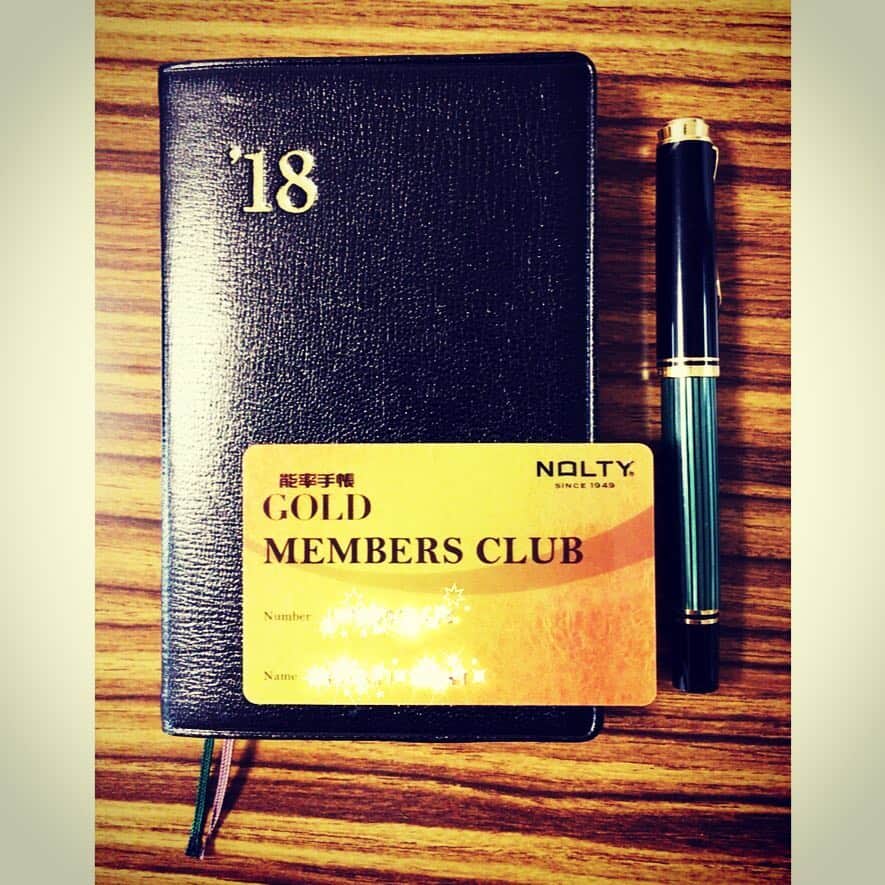 '18
能率手帳
NOLTY
SINCE 1949
GOLD
MEMBERS CLUB
Number
Name